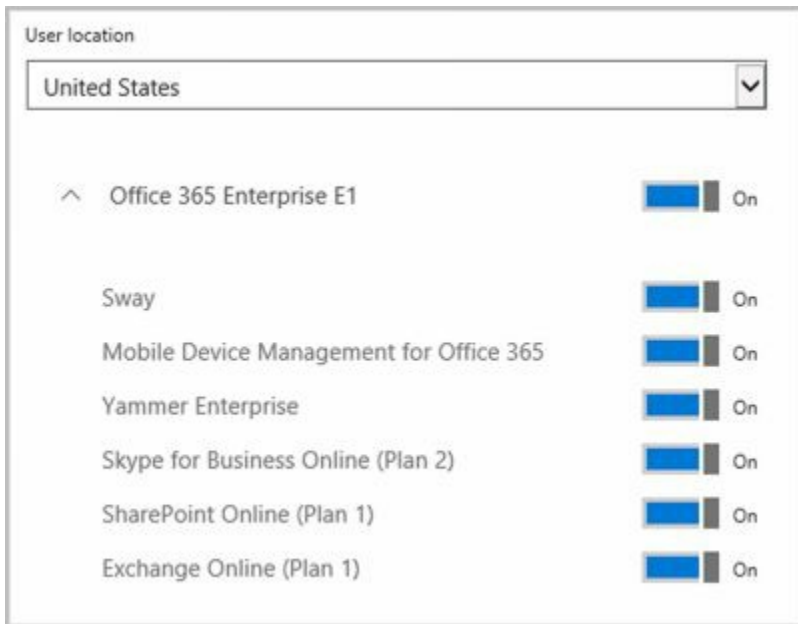 User location
United States
Office 365 Enterprise E1 On
Sway On
Mobile Device Management for Office 365 On
Yammer Enterprise On
Skype for Business Online (Plan 2) On
SharePoint Online (Plan 1) On
Exchange Online (Plan 1) On